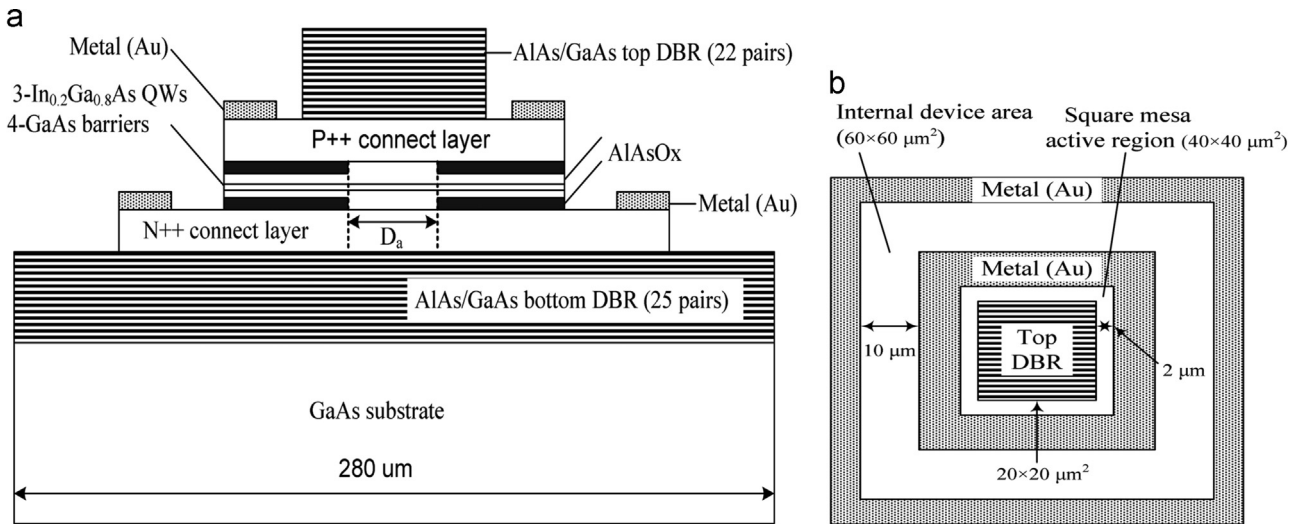 a
Metal (Au)
AlAs/GaAs top DBR (22 pairs)
3-In0.2Ga0.8As QWs
4-GaAs barriers
P++ connect layer
AlAsOx
Metal (Au)
N++ connect layer
Da
AlAs/GaAs bottom DBR (25 pairs)
GaAs substrate
280 um
b
Internal device area
(60×60 μm²)
Square mesa
active region (40×40 μm²)
Metal (Au)
Metal (Au)
10 μm
Top
DBR
2 μm
20×20 μm²